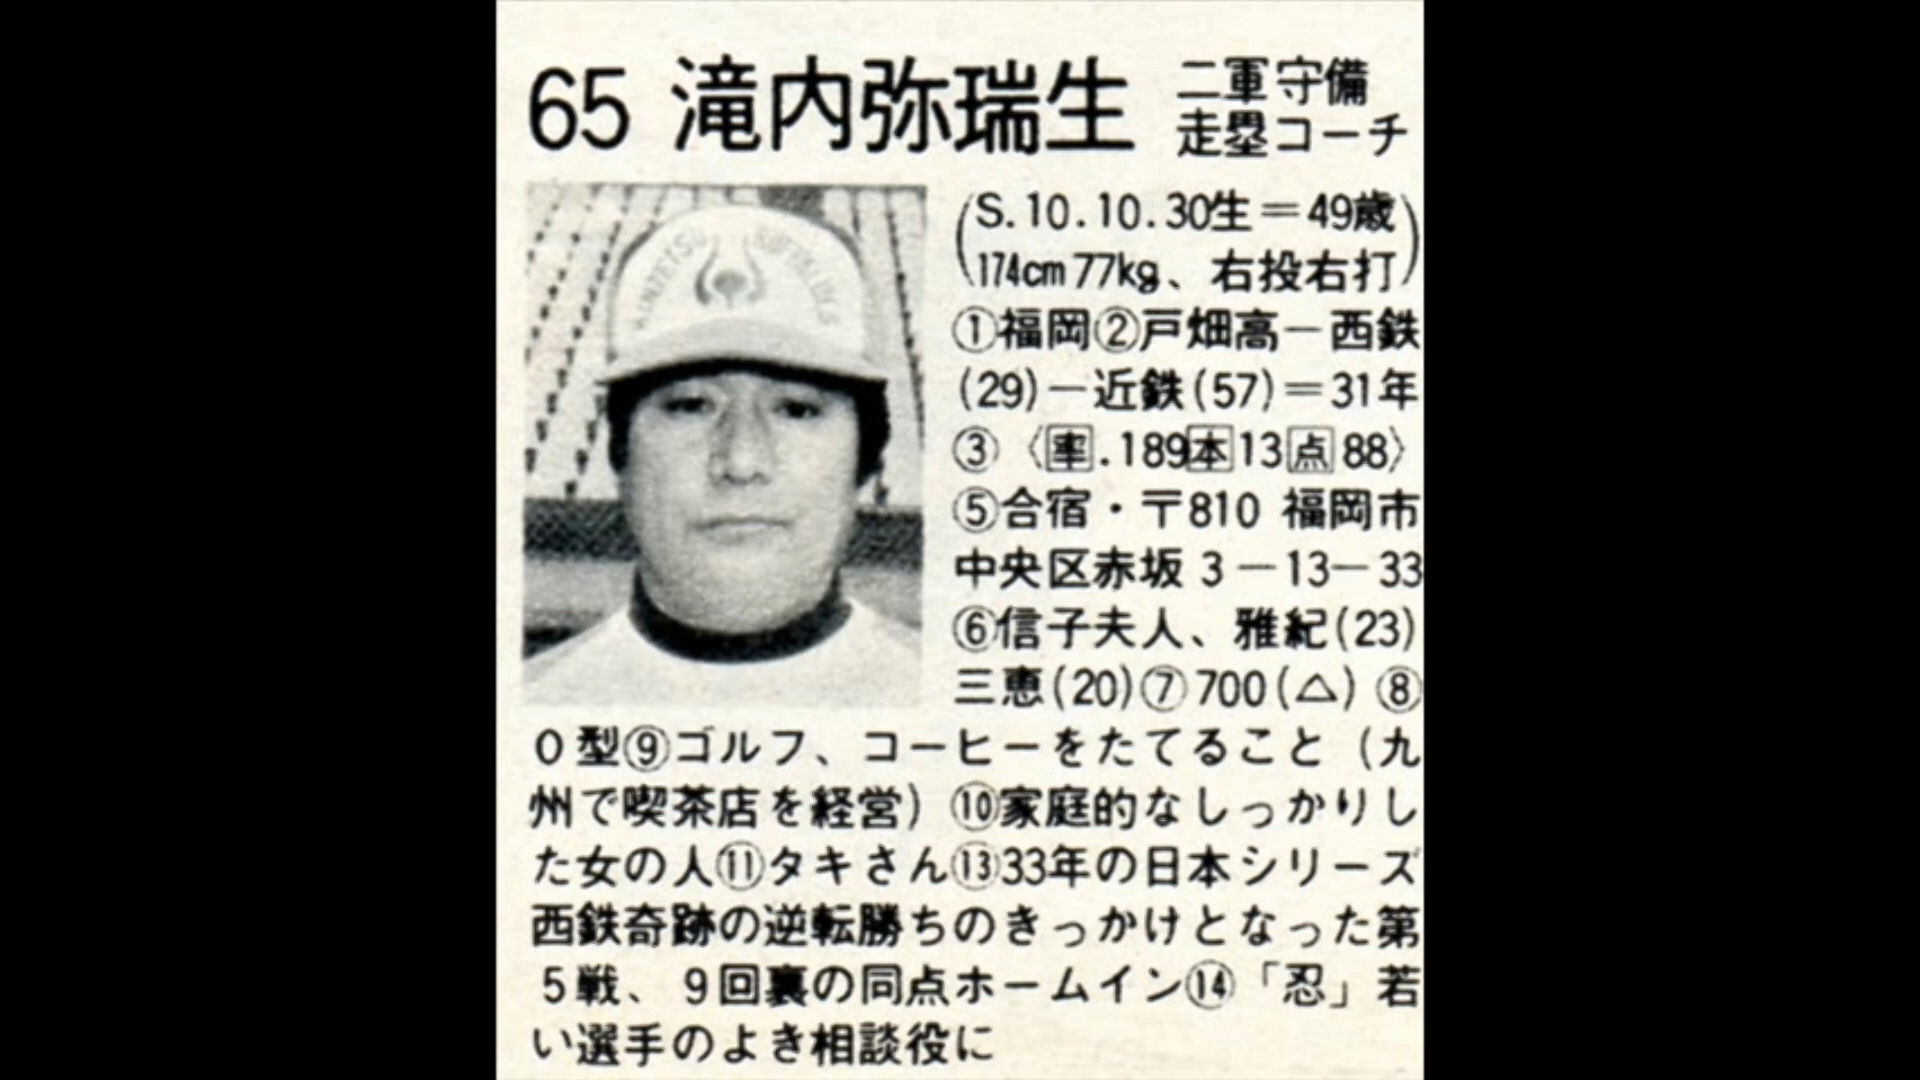 65 滝内弥瑞生 二軍守備
走塁コーチ
KINTETSU BUFFALOES
(S.10.10.30生＝49歳
174cm 77kg、右投右打)
①福岡②戸畑高－西鉄
(29)－近鉄(57)＝31年
③〈率.189本13点88〉
⑤合宿・〒810 福岡市
中央区赤坂3－13－33
⑥信子夫人、雅紀(23)
三恵(20)⑦700(△)⑧
O型⑨ゴルフ、コーヒーをたてること（九
州で喫茶店を経営）⑩家庭的なしっかりし
た女の人⑪タキさん⑬33年の日本シリーズ
西鉄奇跡の逆転勝ちのきっかけとなった第
5戦、9回裏の同点ホームイン⑭「忍」若
い選手のよき相談役に